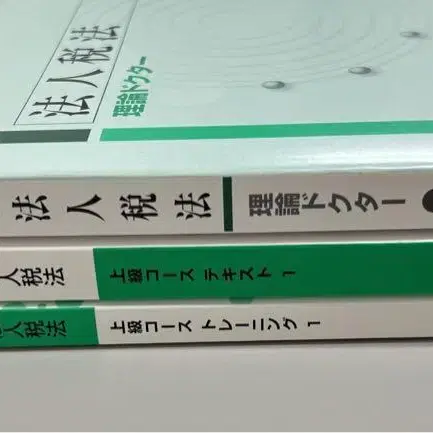 法人税法
理論ドクター
法人税法 理論ドクター
人税法 上級コース テキスト 1
人税法 上級コース トレーニング 1